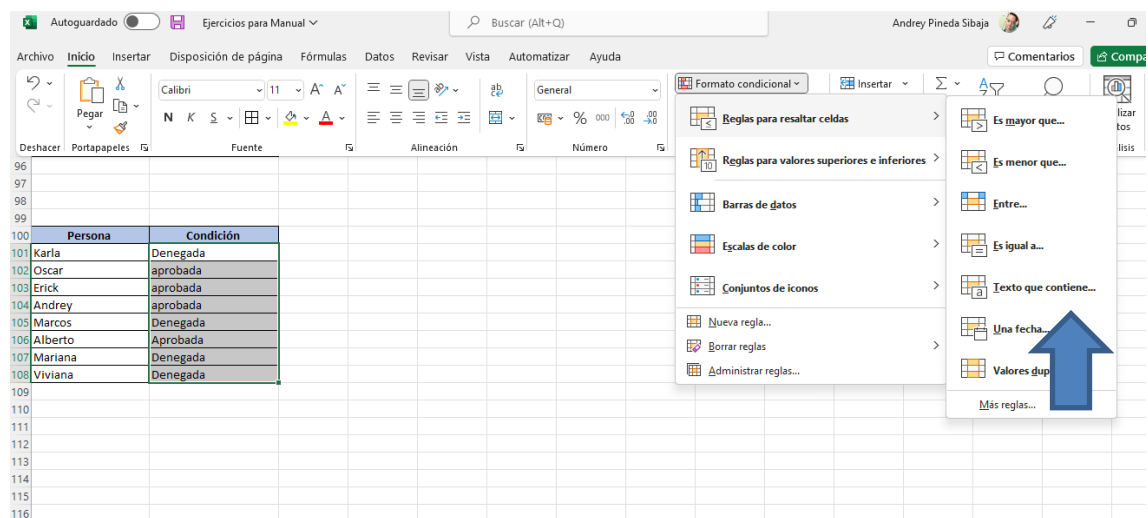 Autoguardado Ejercicios para Manual Buscar (Alt+Q) Andrey Pineda Sibaja
Archivo Inicio Insertar Disposición de página Fórmulas Datos Revisar Vista Automatizar Ayuda Comentarios
Pegar
Calibri 11
N K S
General
% 000
Formato condicional
Insertar
Deshacer Portapapeles Fuente Alineación Número
Reglas para resaltar celdas
Reglas para valores superiores e inferiores
Barras de datos
Escalas de color
Conjuntos de iconos
Nueva regla...
Borrar reglas
Administrar reglas...
Es mayor que...
Es menor que...
Entre...
Es igual a...
Texto que contiene...
Una fecha...
Más reglas...
96
97
98
99
100 Persona Condición
101 Karla Denegada
102 Oscar aprobada
103 Erick aprobada
104 Andrey aprobada
105 Marcos Denegada
106 Alberto Aprobada
107 Mariana Denegada
108 Viviana Denegada
109
110
111
112
113
114
115
116